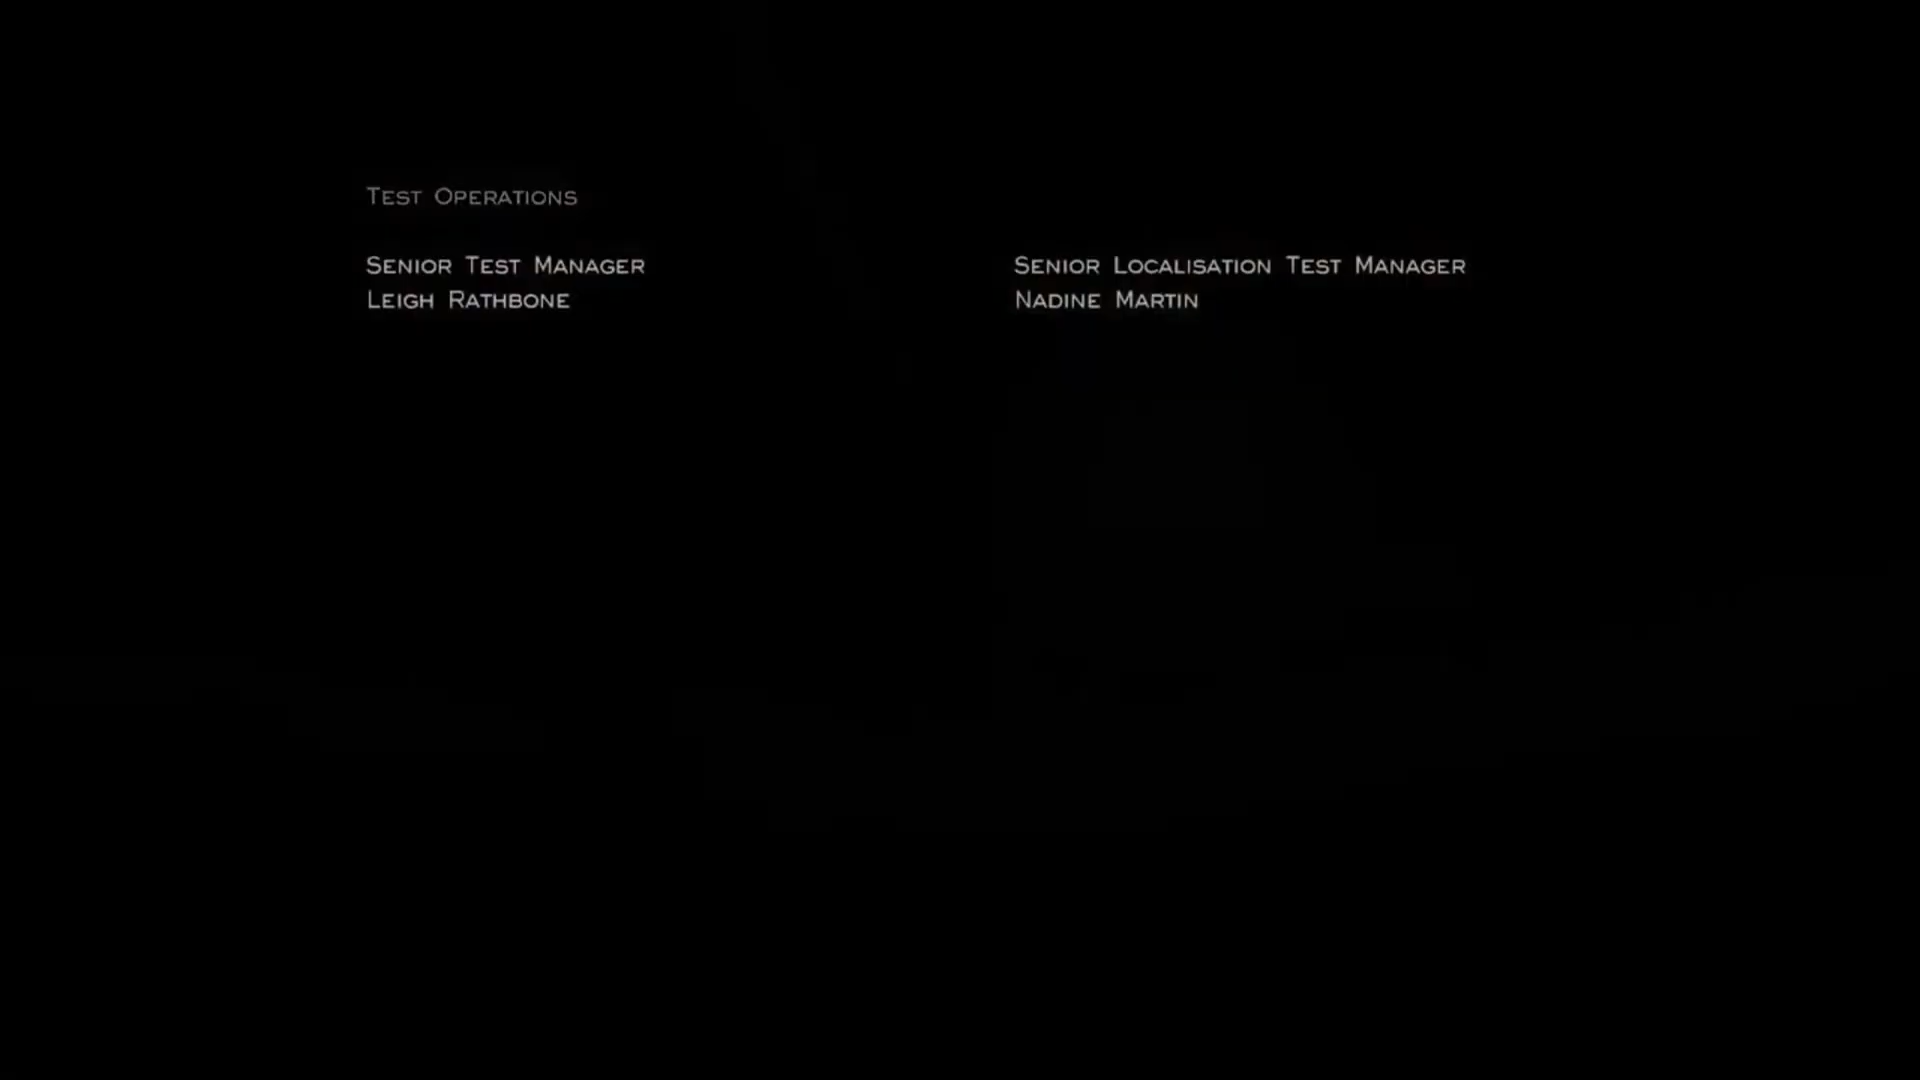 Test Operations
Senior Test Manager
Leigh Rathbone
Senior Localisation Test Manager
Nadine Martin